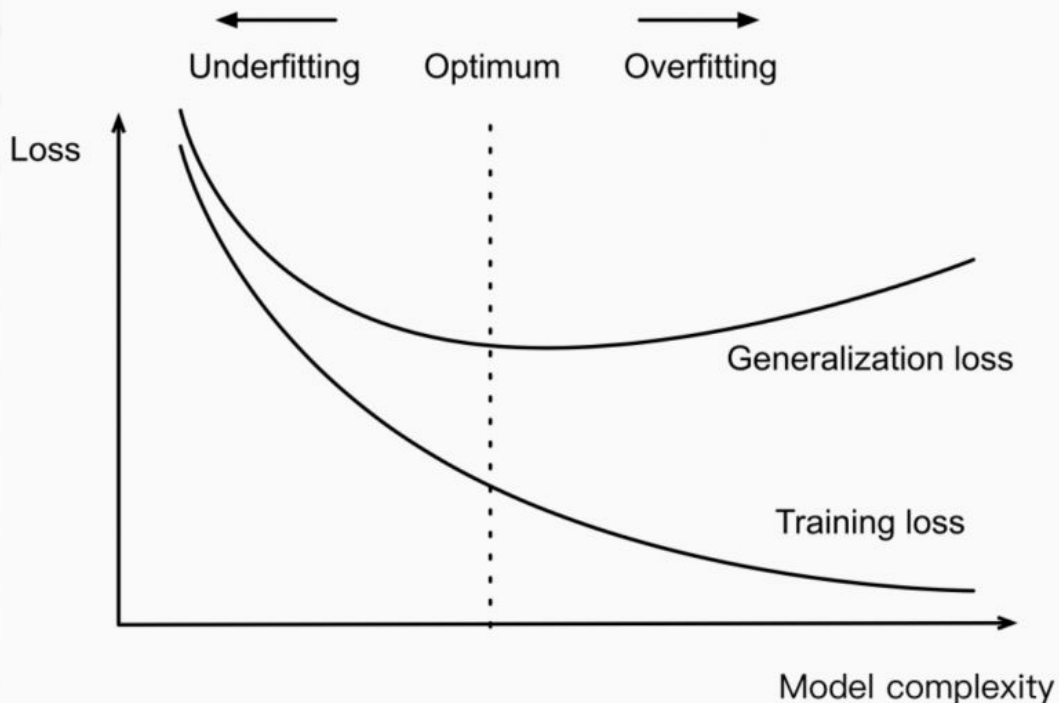 Underfitting Optimum Overfitting
Loss
Generalization loss
Training loss
Model complexity